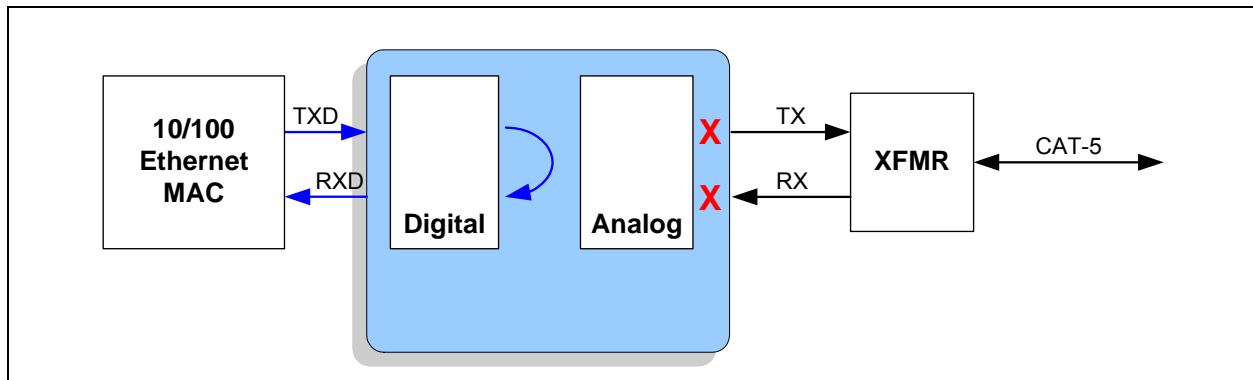 10/100
Ethernet
MAC
TXD
RXD
Digital
Analog
X
X
TX
RX
XFMR
CAT-5